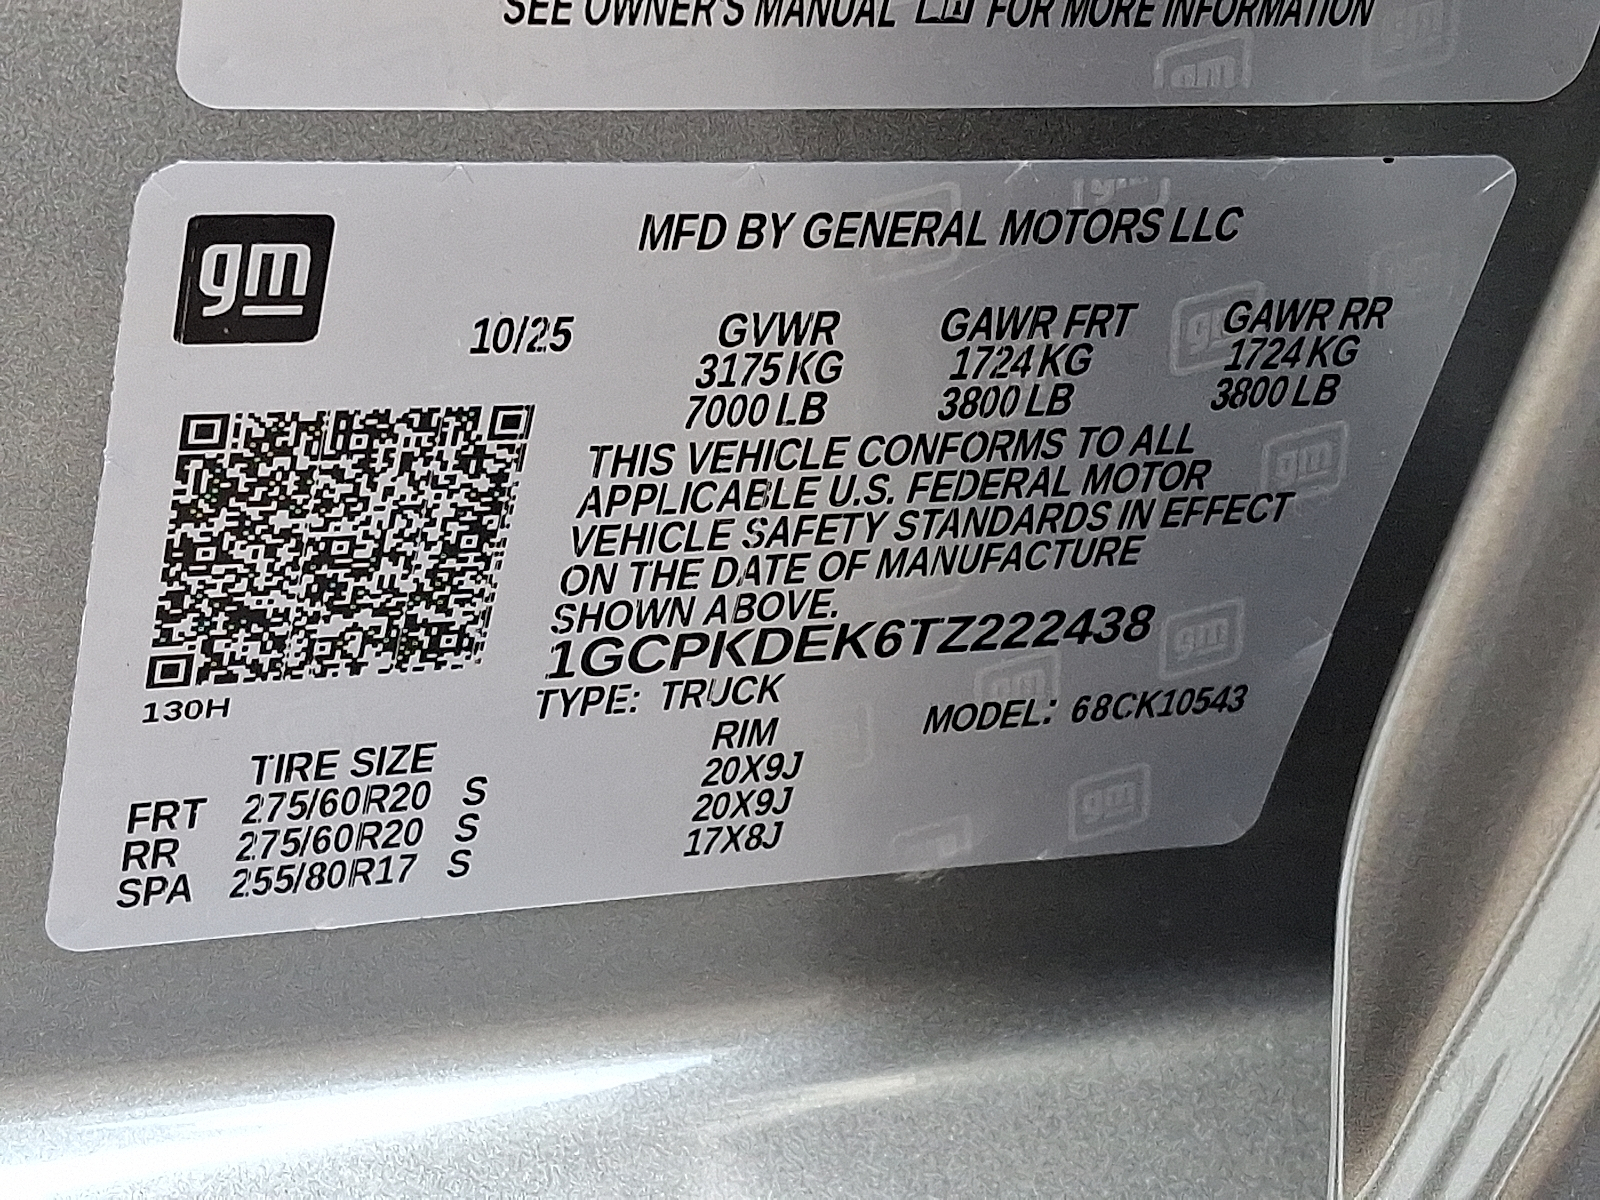 SEE OWNER'S MANUAL FOR MORE INFORMATION
gm
MFD BY GENERAL MOTORS LLC
10/25 GVWR GAWR FRT GAWR RR
3175 KG 1724 KG 1724 KG
7000 LB 3800 LB 3800 LB
THIS VEHICLE CONFORMS TO ALL
APPLICABLE U.S. FEDERAL MOTOR
VEHICLE SAFETY STANDARDS IN EFFECT
ON THE DATE OF MANUFACTURE
SHOWN ABOVE.
1GCPKDEK6TZ222438
130H
TYPE: TRUCK MODEL: 68CK10543
TIRE SIZE RIM
FRT 275/60R20 S 20X9J
RR 275/60R20 S 20X9J
SPA 255/80R17 S 17X8J